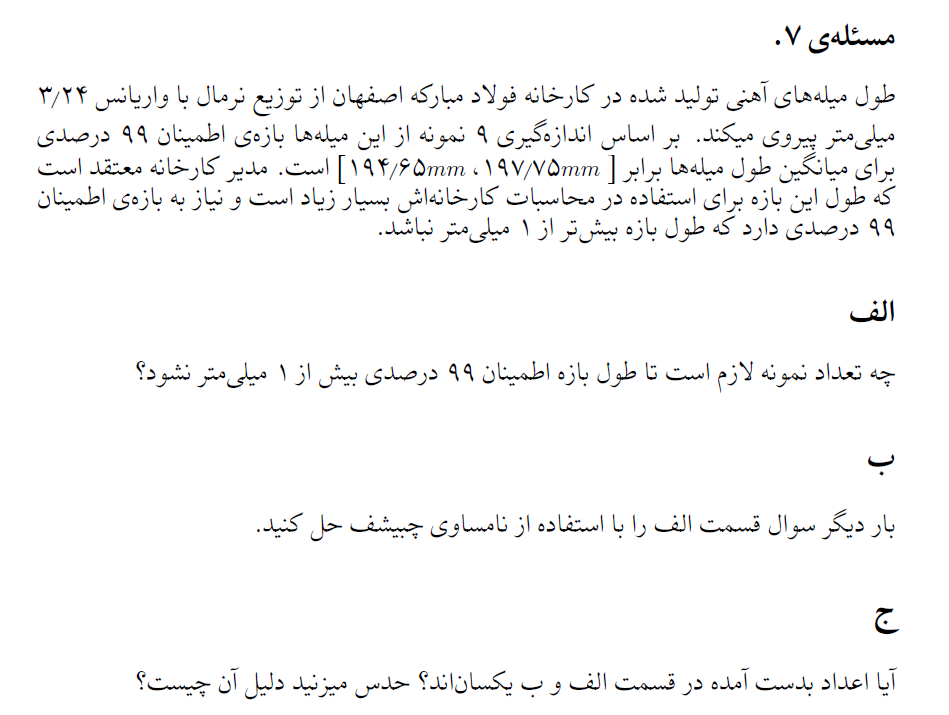 مسئله‌ی ۷.
طول میله‌های آهنی تولید شده در کارخانه فولاد مبارکه اصفهان از توزیع نرمال با واریانس ۳/۲۴
میلی‌متر پیروی میکند. بر اساس اندازه‌گیری ۹ نمونه از این میله‌ها بازه‌ی اطمینان ۹۹ درصدی
برای میانگین طول میله‌ها برابر [۱۹۴/۶۵mm ،۱۹۷/۷۵mm] است. مدیر کارخانه معتقد است
که طول این بازه برای استفاده در محاسبات کارخانه‌اش بسیار زیاد است و نیاز به بازه‌ی اطمینان
۹۹ درصدی دارد که طول بازه بیش‌تر از ۱ میلی‌متر نباشد.
الف
چه تعداد نمونه لازم است تا طول بازه اطمینان ۹۹ درصدی بیش از ۱ میلی‌متر نشود؟
ب
بار دیگر سوال قسمت الف را با استفاده از نامساوی چبیشف حل کنید.
ج
آیا اعداد بدست آمده در قسمت الف و ب یکسان‌اند؟ حدس میزنید دلیل آن چیست؟